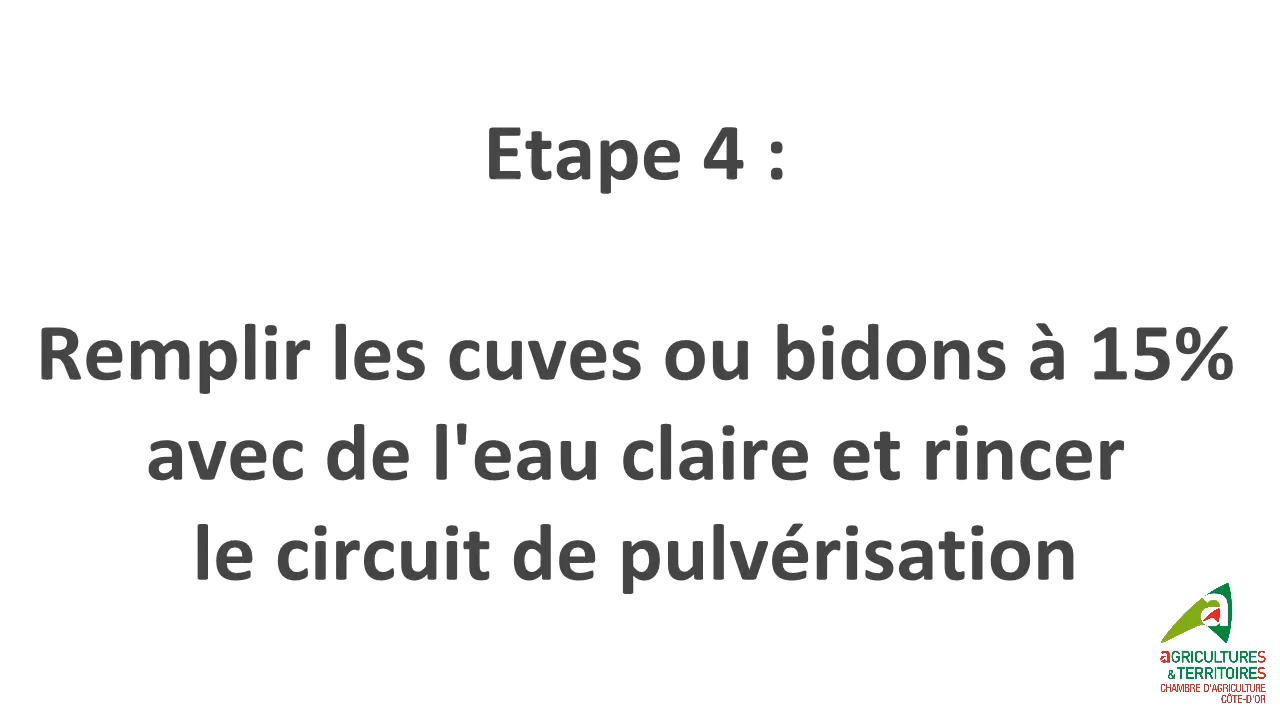 Etape 4 :
Remplir les cuves ou bidons à 15%
avec de l'eau claire et rincer
le circuit de pulvérisation
a
aGRICULTURES
& TERRITOIRES
CHAMBRE D'AGRICULTURE
CÔTE-D'OR